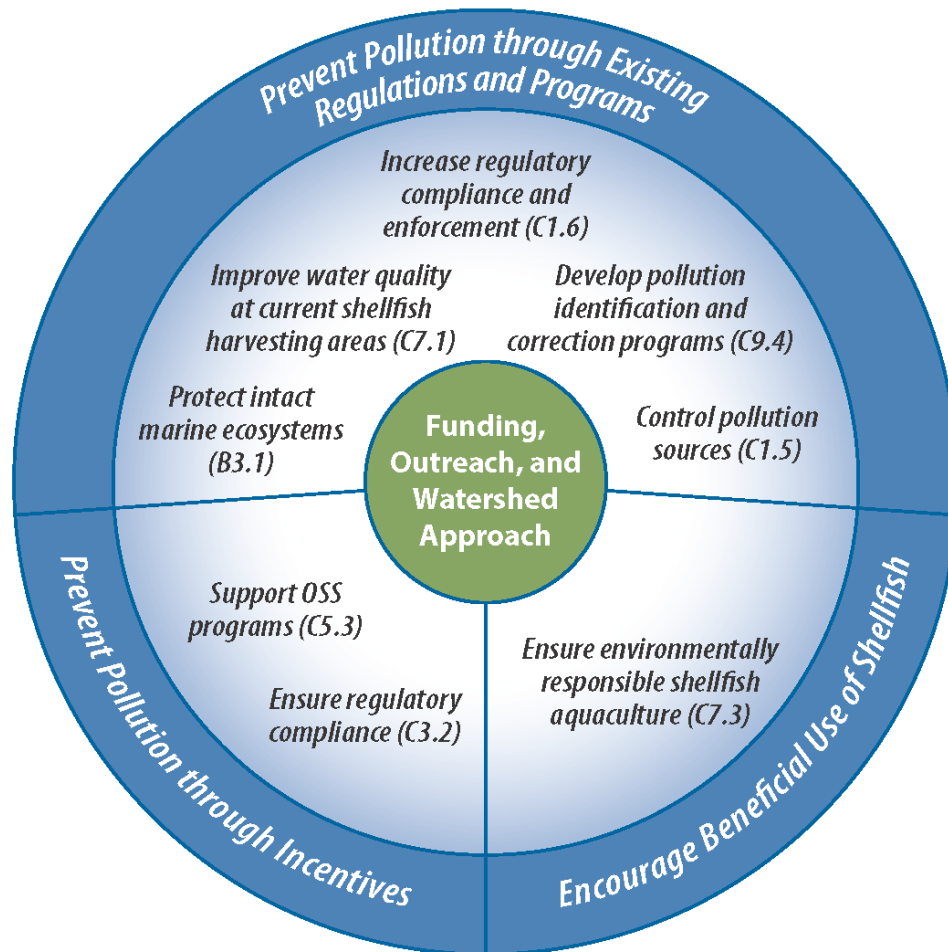 Prevent Pollution through Existing
Regulations and Programs
Increase regulatory
compliance and
enforcement (C1.6)
Improve water quality
at current shellfish
harvesting areas (C7.1)
Develop pollution
identification and
correction programs (C9.4)
Protect intact
marine ecosystems
(B3.1)
Control pollution
sources (C1.5)
Funding,
Outreach, and
Watershed
Approach
Support OSS
programs (C5.3)
Ensure regulatory
compliance (C3.2)
Ensure environmentally
responsible shellfish
aquaculture (C7.3)
Prevent Pollution through Incentives
Encourage Beneficial Use of Shellfish